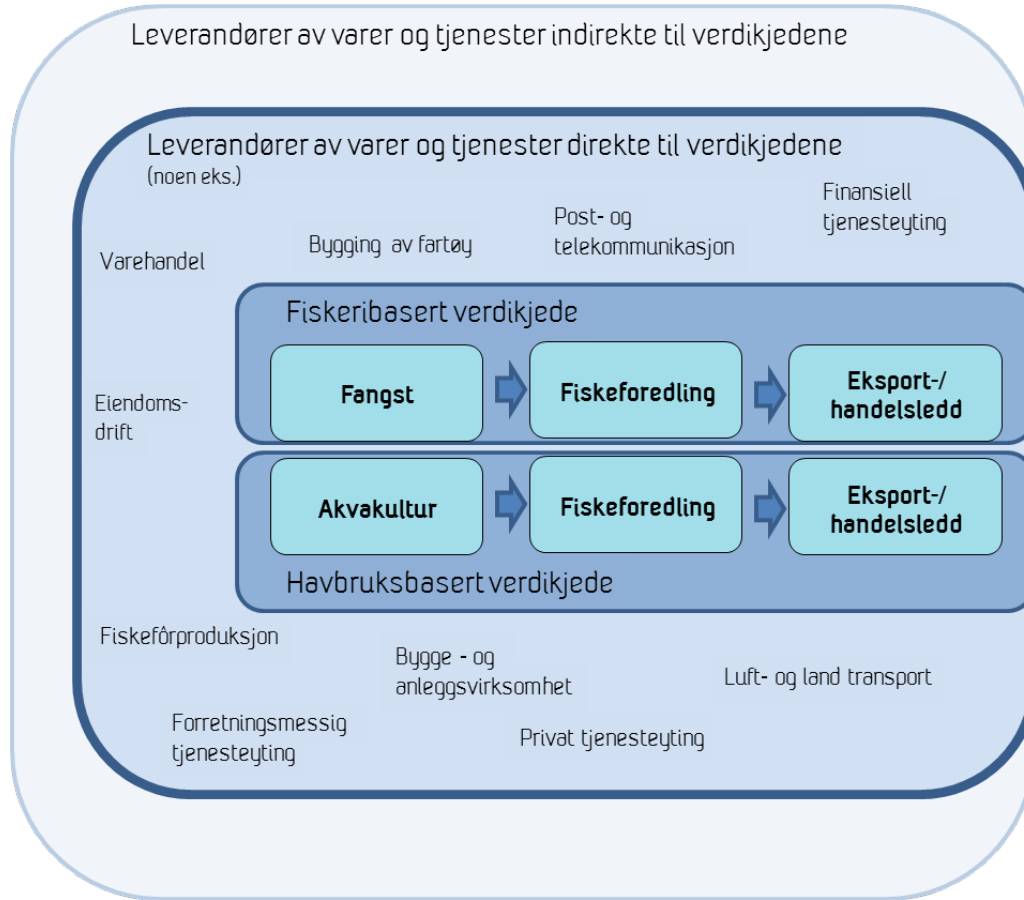 Leverandører av varer og tjenester indirekte til verdikjedene
Leverandører av varer og tjenester direkte til verdikjedene
(noen eks.)
Finansiell
tjenesteyting
Post- og
telekommunikasjon
Bygging av fartøy
Varehandel
Fiskeribasert verdikjede
Fangst
Fiskeforedling
Eksport-/
handelsledd
Eiendoms-
drift
Akvakultur
Fiskeforedling
Eksport-/
handelsledd
Havbruksbasert verdikjede
Fiskefôrproduksjon
Bygge - og
anleggsvirksomhet
Luft- og land transport
Forretningsmessig
tjenesteyting
Privat tjenesteyting